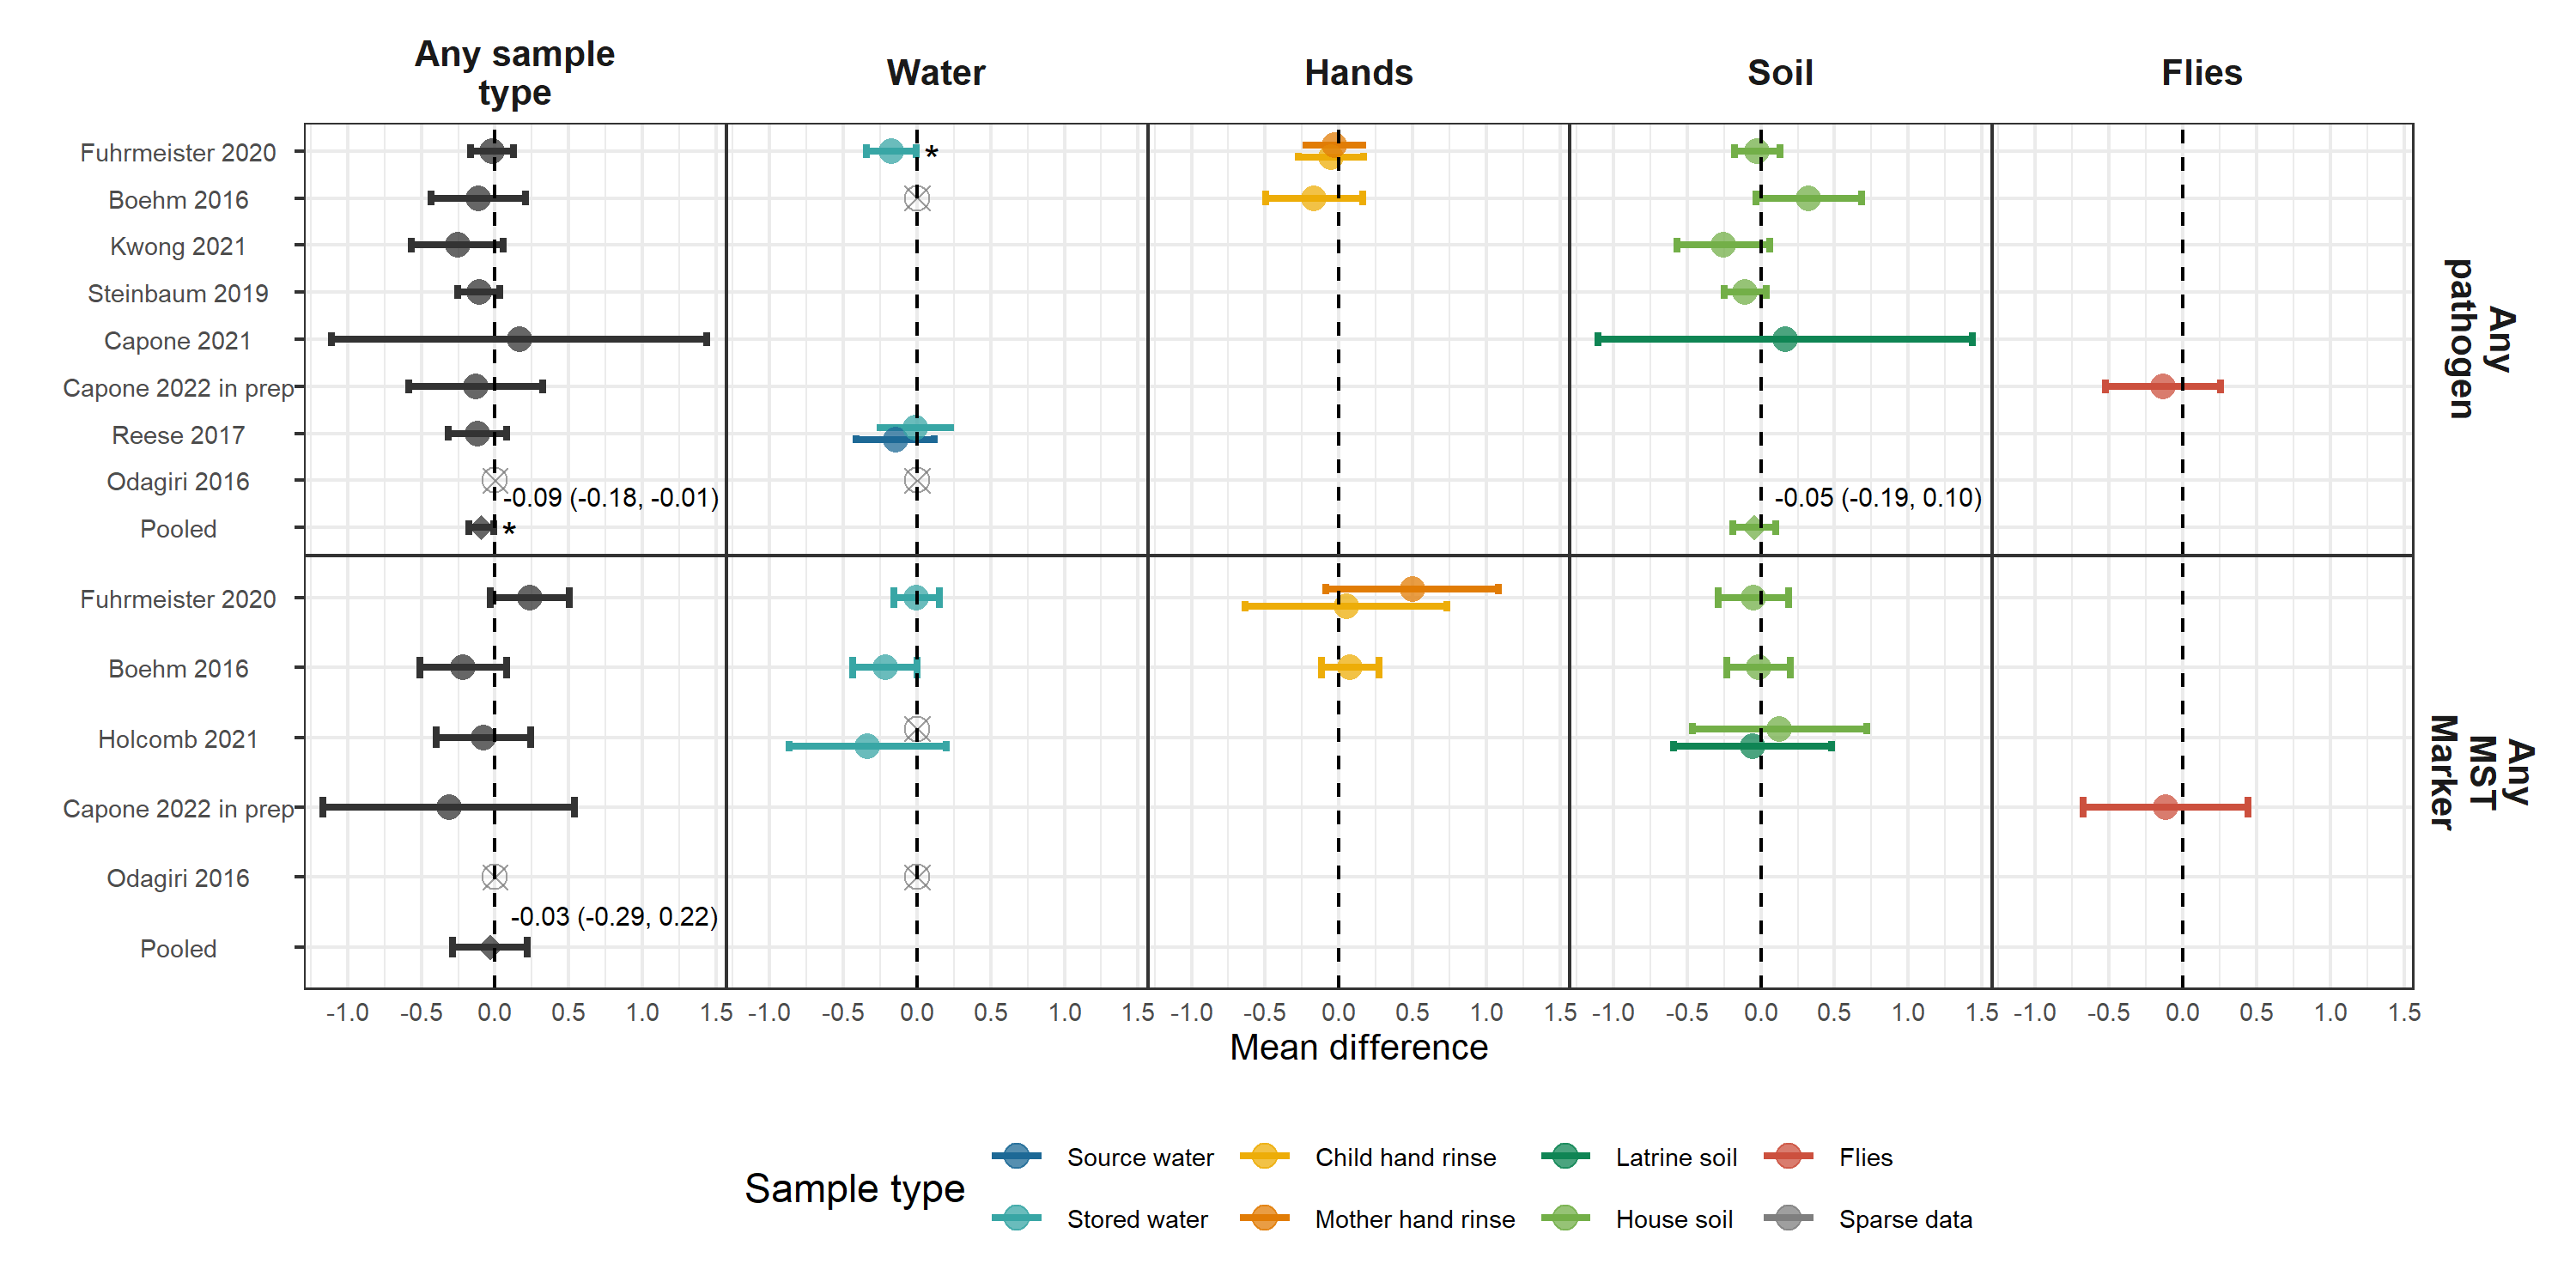 Any sample
type
Water
Hands
Soil
Flies
Fuhrmeister 2020
*
Boehm 2016
Kwong 2021
Steinbaum 2019
Capone 2021
Capone 2022 in prep
Reese 2017
Odagiri 2016
-0.09 (-0.18, -0.01)
-0.05 (-0.19, 0.10)
Pooled
*
Any
pathogen
Fuhrmeister 2020
Boehm 2016
Holcomb 2021
Capone 2022 in prep
Odagiri 2016
-0.03 (-0.29, 0.22)
Pooled
Any
MST
Marker
-1.0 -0.5 0.0 0.5 1.0 1.5 -1.0 -0.5 0.0 0.5 1.0 1.5 -1.0 -0.5 0.0 0.5 1.0 1.5 -1.0 -0.5 0.0 0.5 1.0 1.5 -1.0 -0.5 0.0 0.5 1.0 1.5
Mean difference
Sample type
Source water
Child hand rinse
Latrine soil
Flies
Stored water
Mother hand rinse
House soil
Sparse data